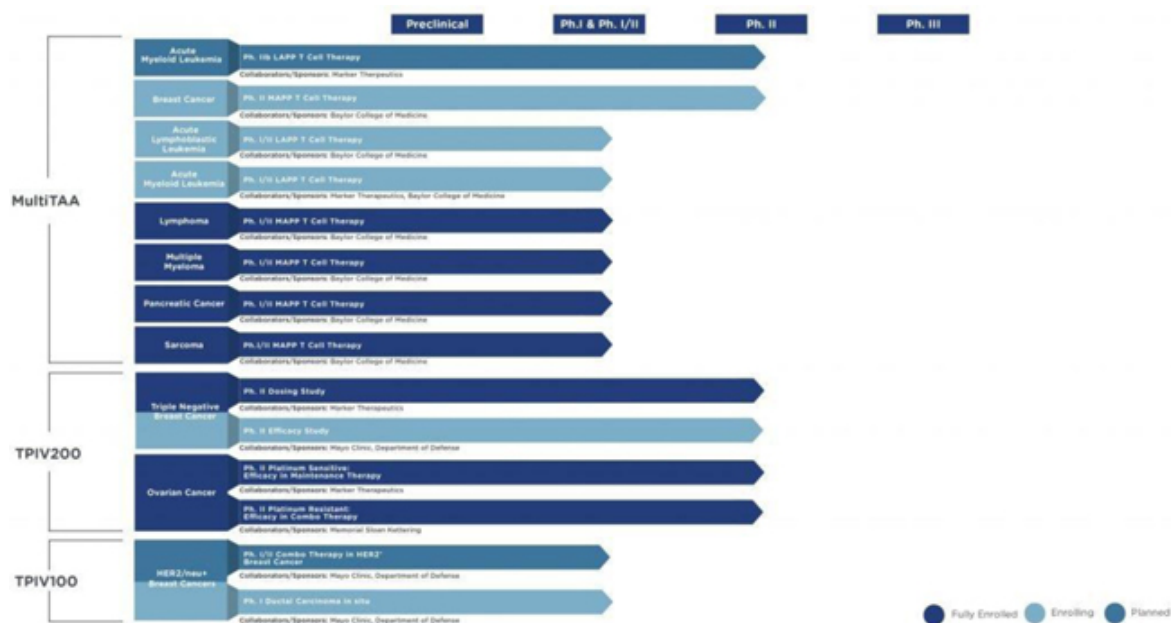 Preclinical Ph.I & Ph. I/II Ph. II Ph. III
MultiTAA
Acute
Myeloid Leukemia
Ph. IIb LAPP T Cell Therapy
Collaborators/Sponsors: Marker Therpeutics
Breast Cancer
Ph. II MAPP T Cell Therapy
Collaborators/Sponsors: Baylor College of Medicine
Acute
Lymphoblastic
Leukemia
Ph. I/II LAPP T Cell Therapy
Collaborators/Sponsors: Baylor College of Medicine
Acute
Myeloid Leukemia
Ph. I/II LAPP T Cell Therapy
Collaborators/Sponsors: Marker Therapeutics, Baylor College of Medicine
Lymphoma
Ph. I/II MAPP T Cell Therapy
Collaborators/Sponsors: Baylor College of Medicine
Multiple
Myeloma
Ph. I/II MAPP T Cell Therapy
Collaborators/Sponsors: Baylor College of Medicine
Pancreatic Cancer
Ph. I/II MAPP T Cell Therapy
Collaborators/Sponsors: Baylor College of Medicine
Sarcoma
Ph.I/II MAPP T Cell Therapy
Collaborators/Sponsors: Baylor College of Medicine
TPIV200
Triple Negative
Breast Cancer
Ph. II Dosing Study
Collaborators/Sponsors: Marker Therapeutics
Ph. II Efficacy Study
Collaborators/Sponsors: Mayo Clinic, Department of Defense
Ovarian Cancer
Ph. II Platinum Sensitive:
Efficacy in Maintenance Therapy
Collaborators/Sponsors: Marker Therapeutics
Ph. II Platinum Resistant:
Efficacy in Combo Therapy
Collaborators/Sponsors: Memorial Sloan Kettering
TPIV100
HER2/neu+
Breast Cancers
Ph. I/II Combo Therapy in HER2+
Breast Cancer
Collaborators/Sponsors: Mayo Clinic, Department of Defense
Ph. I Ductal Carcinoma in situ
Collaborators/Sponsors: Mayo Clinic, Department of Defense
Fully Enrolled Enrolling Planned